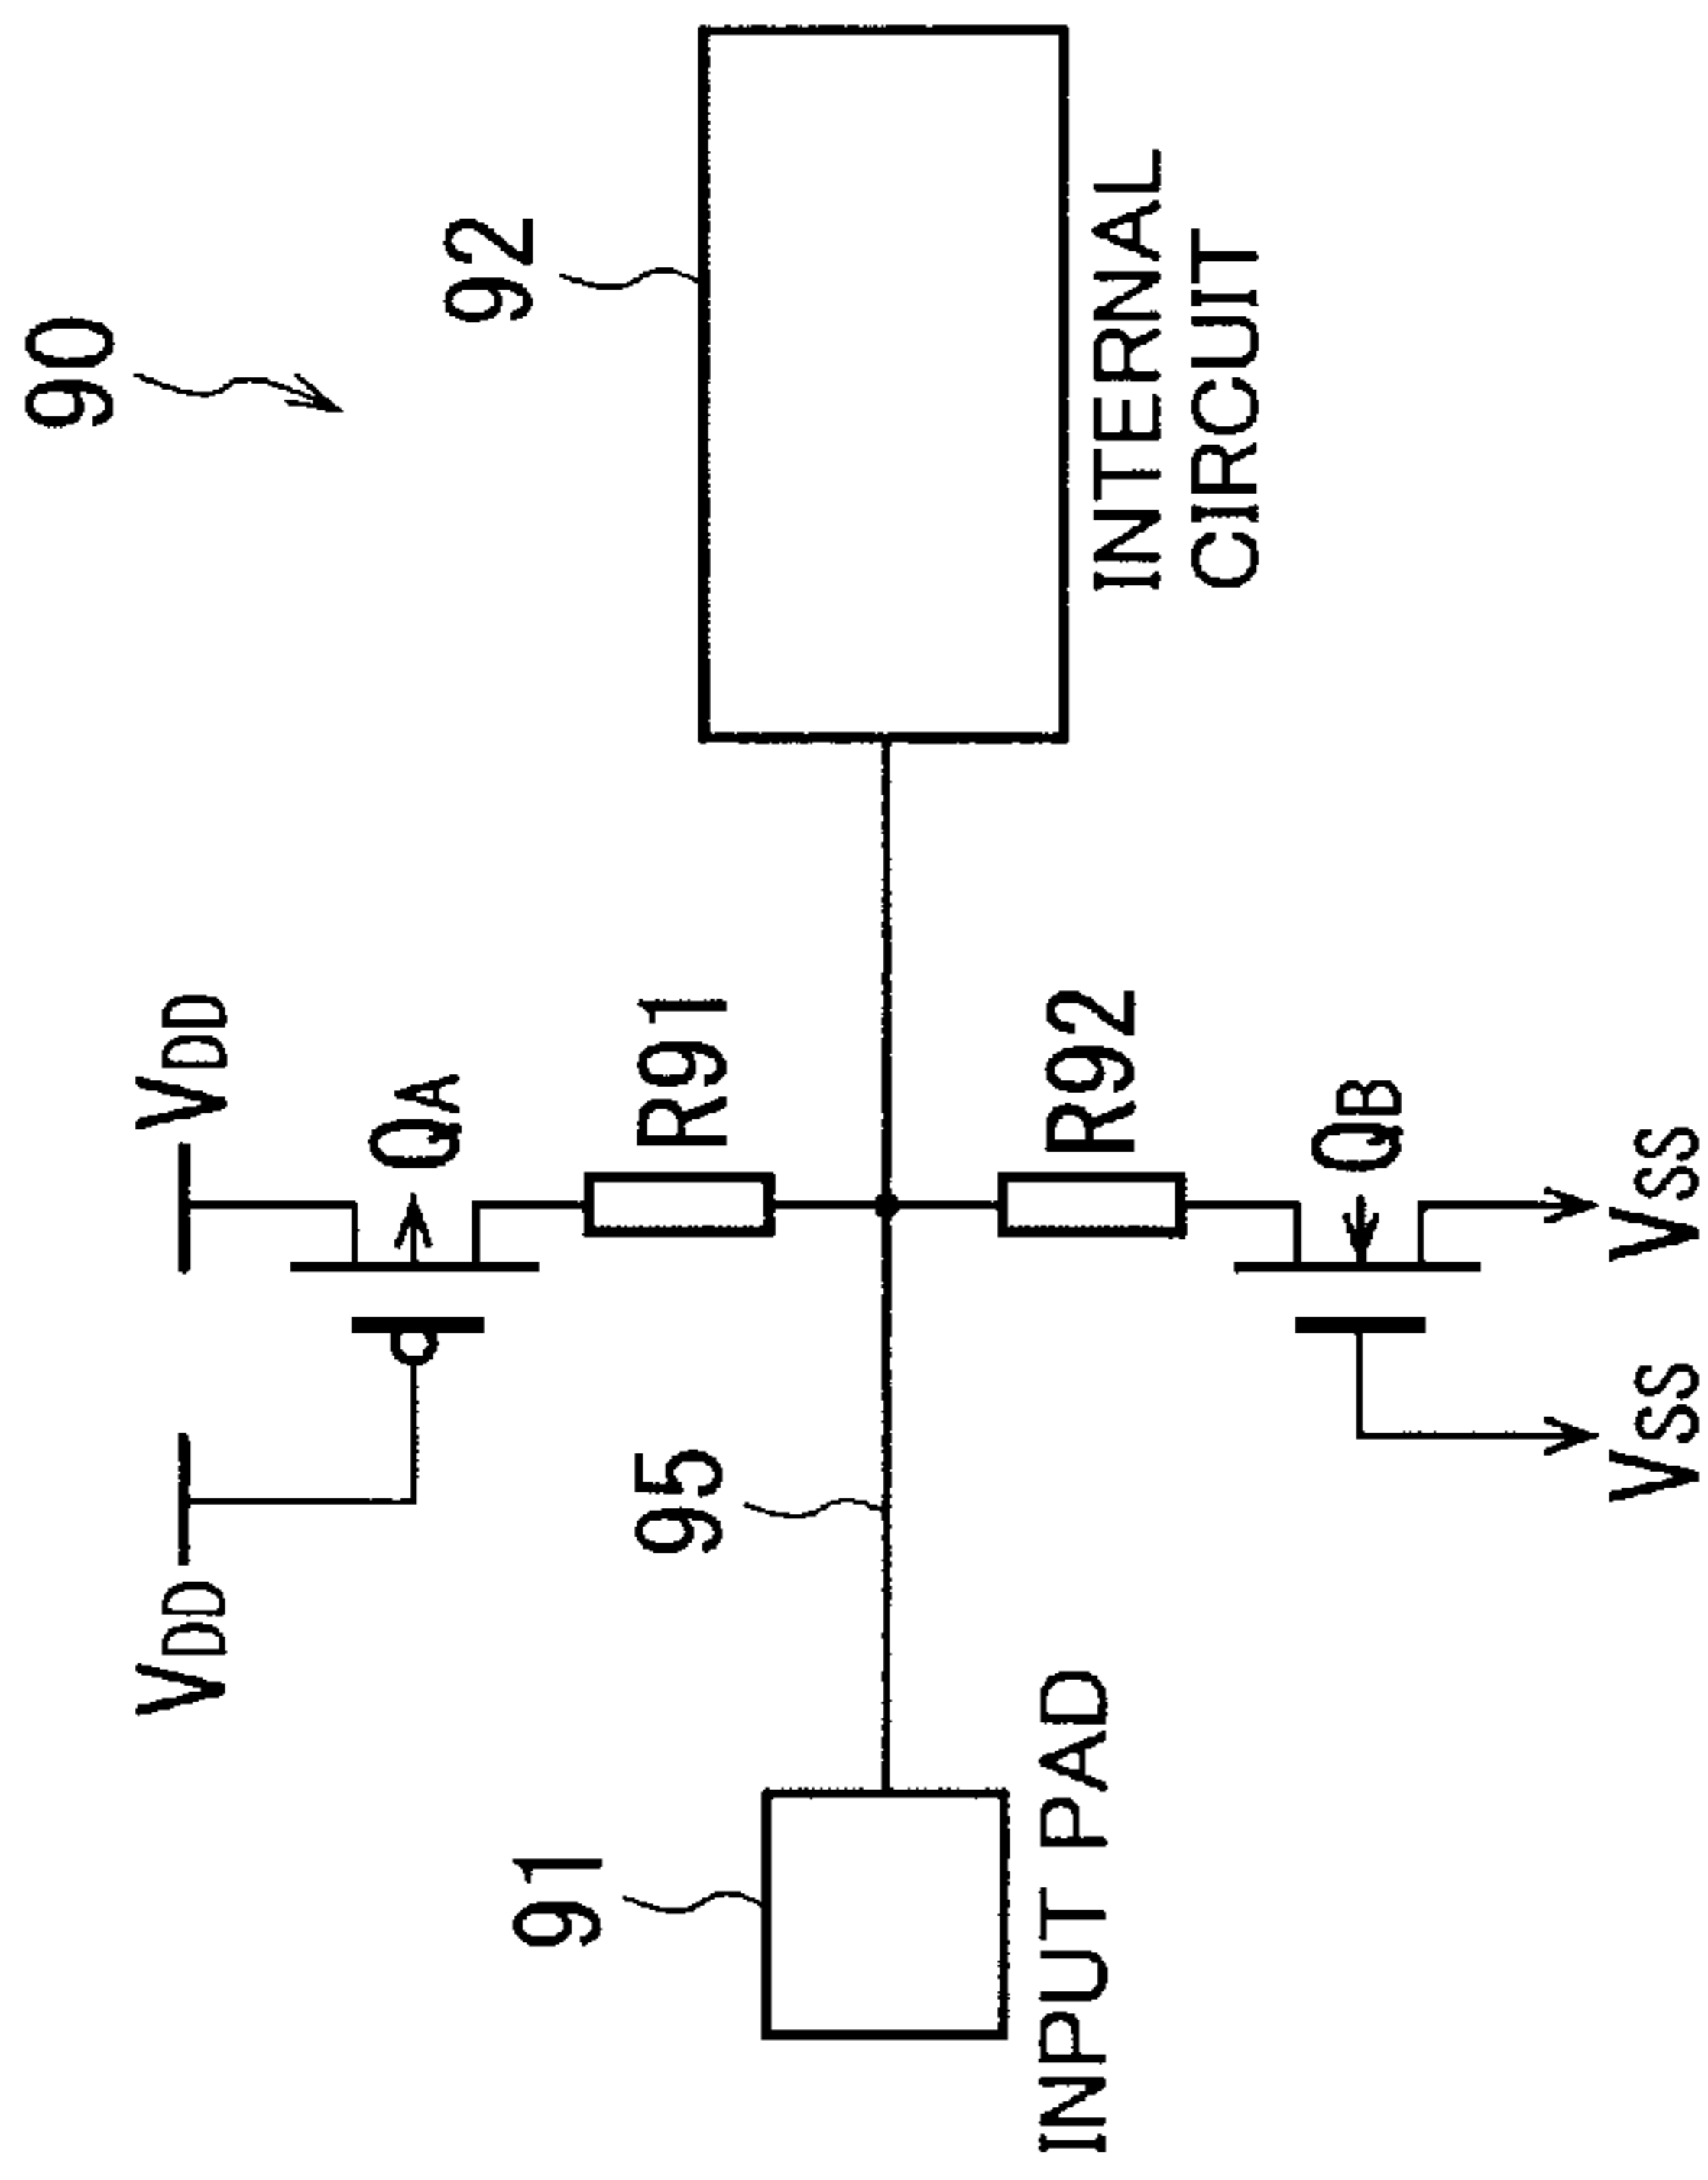 90
VDD
VDD
QA
92
91
95
R91
INPUT PAD
R92
INTERNAL
CIRCUIT
QB
VSS
VSS